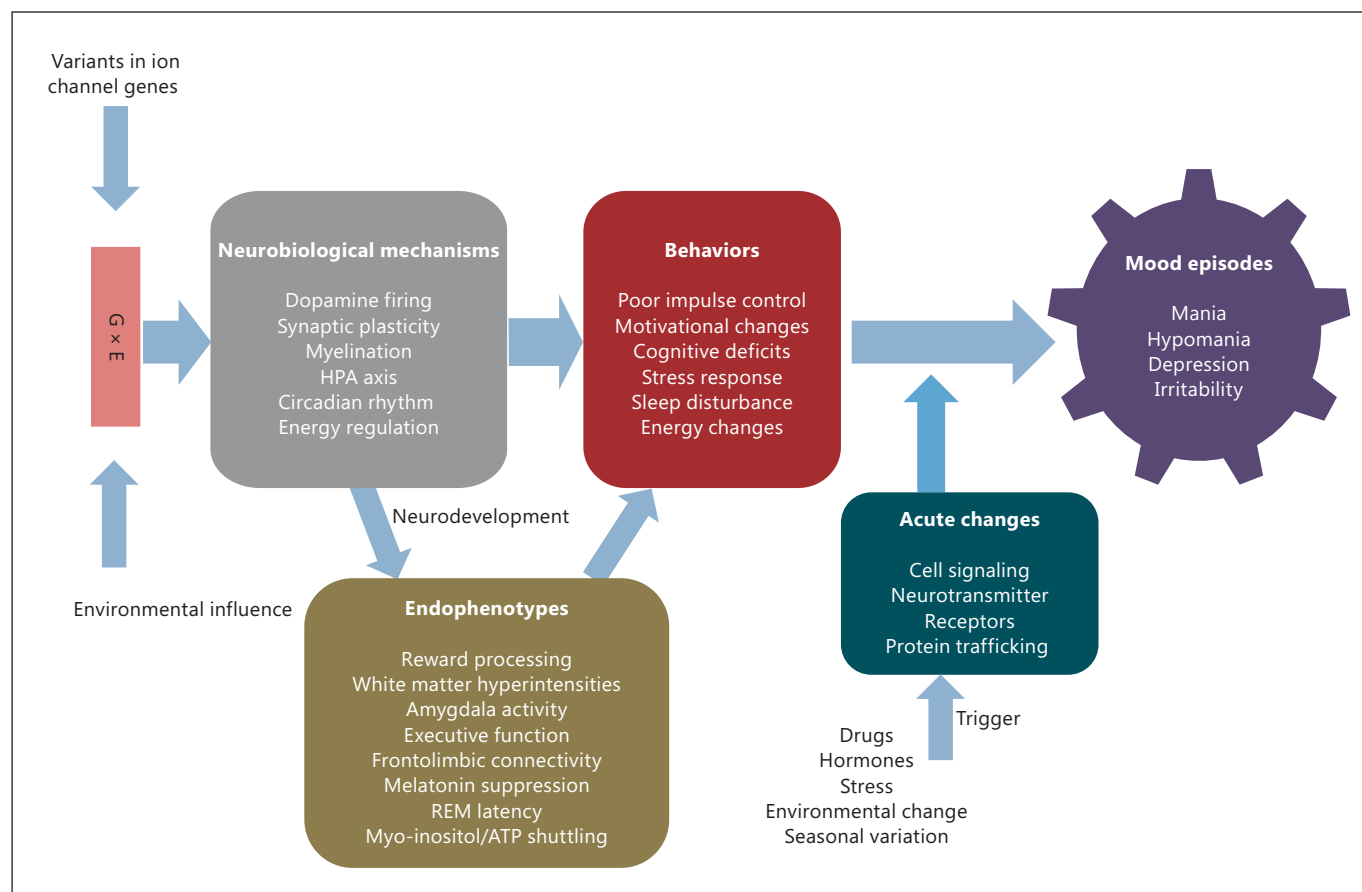 Variants in ion
channel genes
G × E
Environmental influence
Neurobiological mechanisms
Dopamine firing
Synaptic plasticity
Myelination
HPA axis
Circadian rhythm
Energy regulation
Neurodevelopment
Endophenotypes
Reward processing
White matter hyperintensities
Amygdala activity
Executive function
Frontolimbic connectivity
Melatonin suppression
REM latency
Myo-inositol/ATP shuttling
Behaviors
Poor impulse control
Motivational changes
Cognitive deficits
Stress response
Sleep disturbance
Energy changes
Mood episodes
Mania
Hypomania
Depression
Irritability
Acute changes
Cell signaling
Neurotransmitter
Receptors
Protein trafficking
Trigger
Drugs
Hormones
Stress
Environmental change
Seasonal variation